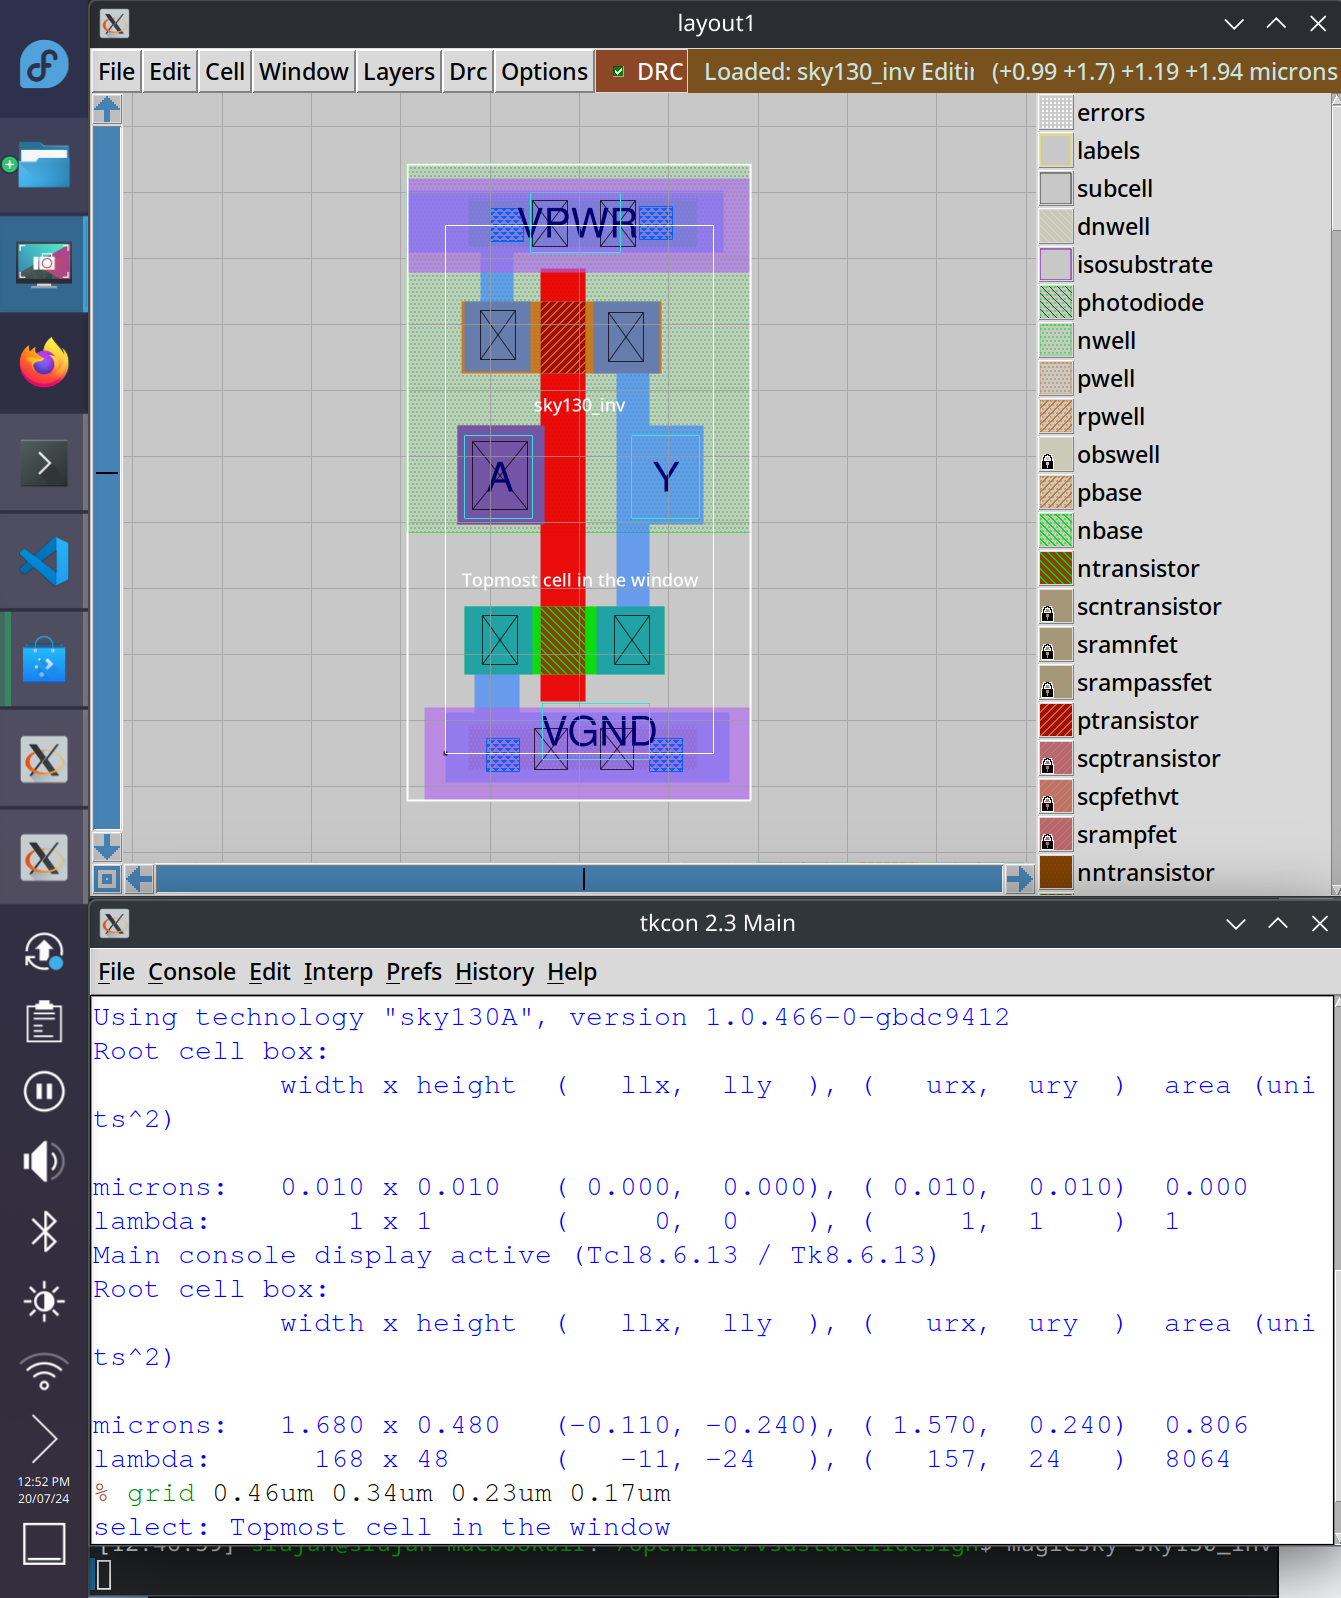 layout1
File Edit Cell Window Layers Drc Options DRC Loaded: sky130_inv Editi (+0.99 +1.7) +1.19 +1.94 microns
VPWR
sky130_inv
A Y
Topmost cell in the window
VGND
errors
labels
subcell
dnwell
isosubstrate
photodiode
nwell
pwell
rpwell
obswell
pbase
nbase
ntransistor
scntransistor
sramnfet
srampassfet
ptransistor
scptransistor
scpfethvt
srampfet
nntransistor
tkcon 2.3 Main
File Console Edit Interp Prefs History Help
Using technology "sky130A", version 1.0.466-0-gbdc9412
Root cell box:
width x height ( llx, lly ), ( urx, ury ) area (uni
ts^2)
microns: 0.010 x 0.010 ( 0.000, 0.000), ( 0.010, 0.010) 0.000
lambda: 1 x 1 ( 0, 0 ), ( 1, 1 ) 1
Main console display active (Tcl8.6.13 / Tk8.6.13)
Root cell box:
width x height ( llx, lly ), ( urx, ury ) area (uni
ts^2)
microns: 1.680 x 0.480 (-0.110, -0.240), ( 1.570, 0.240) 0.806
lambda: 168 x 48 ( -11, -24 ), ( 157, 24 ) 8064
% grid 0.46um 0.34um 0.23um 0.17um
select: Topmost cell in the window
12:52 PM
20/07/24